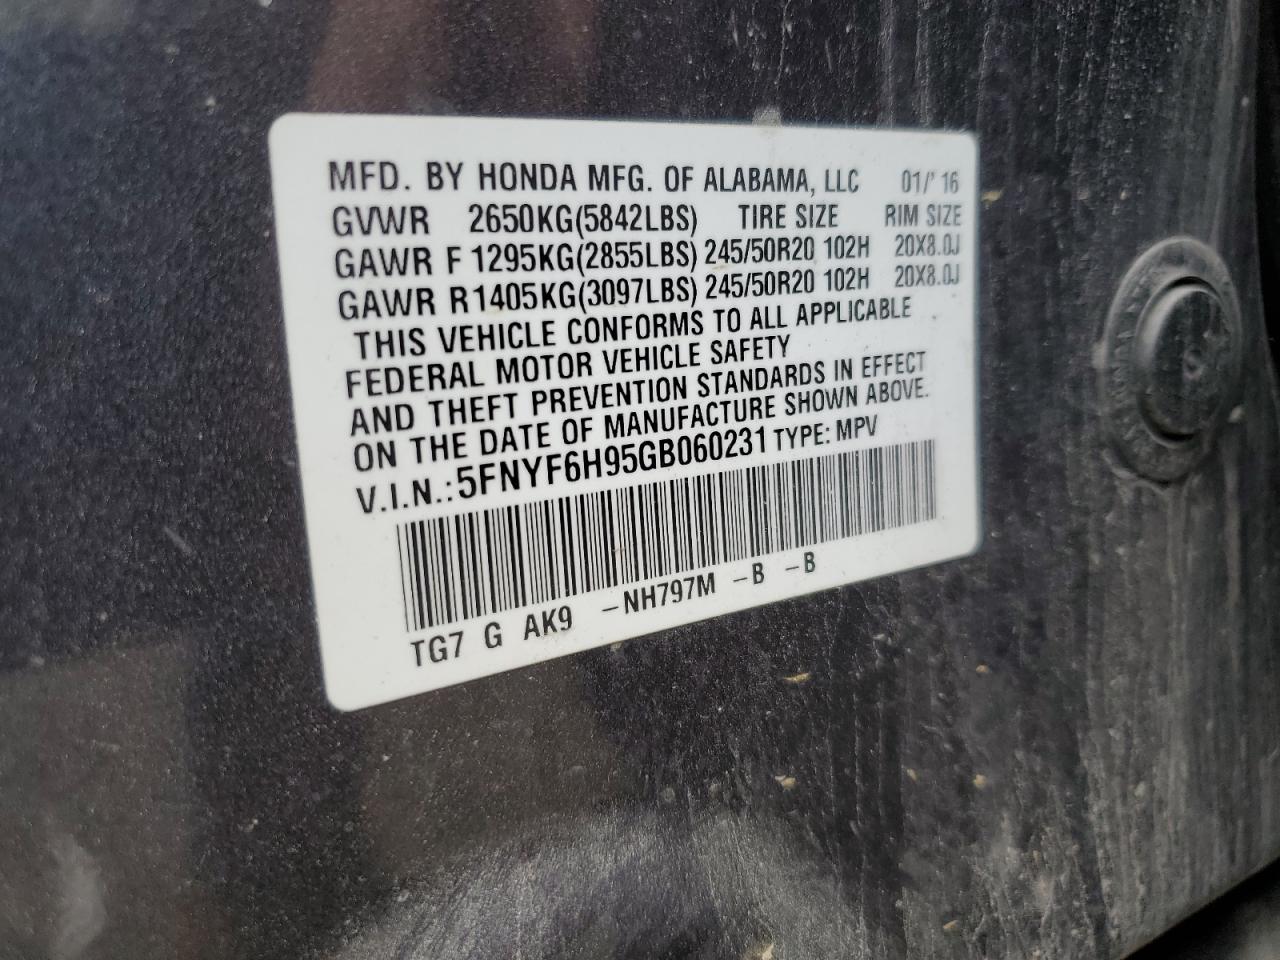 MFD. BY HONDA MFG. OF ALABAMA, LLC 01/'16
GVWR 2650KG(5842LBS) TIRE SIZE RIM SIZE
GAWR F 1295KG(2855LBS) 245/50R20 102H 20X8.0J
GAWR R1405KG(3097LBS) 245/50R20 102H 20X8.0J
THIS VEHICLE CONFORMS TO ALL APPLICABLE
FEDERAL MOTOR VEHICLE SAFETY
AND THEFT PREVENTION STANDARDS IN EFFECT
ON THE DATE OF MANUFACTURE SHOWN ABOVE.
V.I.N.:5FNYF6H95GB060231 TYPE: MPV
TG7 G AK9 -NH797M -B -B